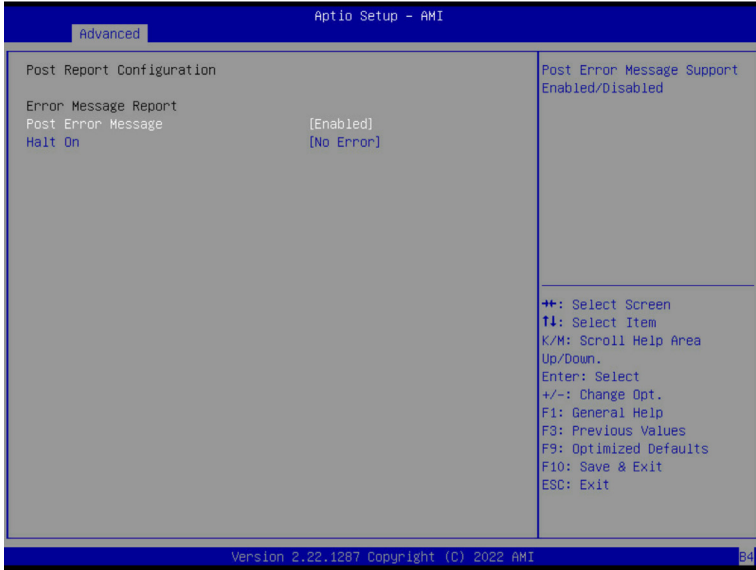 Aptio Setup - AMI
Advanced
Post Report Configuration
Error Message Report
Post Error Message [Enabled]
Halt On [No Error]
Post Error Message Support
Enabled/Disabled
→←: Select Screen
↑↓: Select Item
K/M: Scroll Help Area
Up/Down.
Enter: Select
+/-: Change Opt.
F1: General Help
F3: Previous Values
F9: Optimized Defaults
F10: Save & Exit
ESC: Exit
Version 2.22.1287 Copyright (C) 2022 AMI
B4